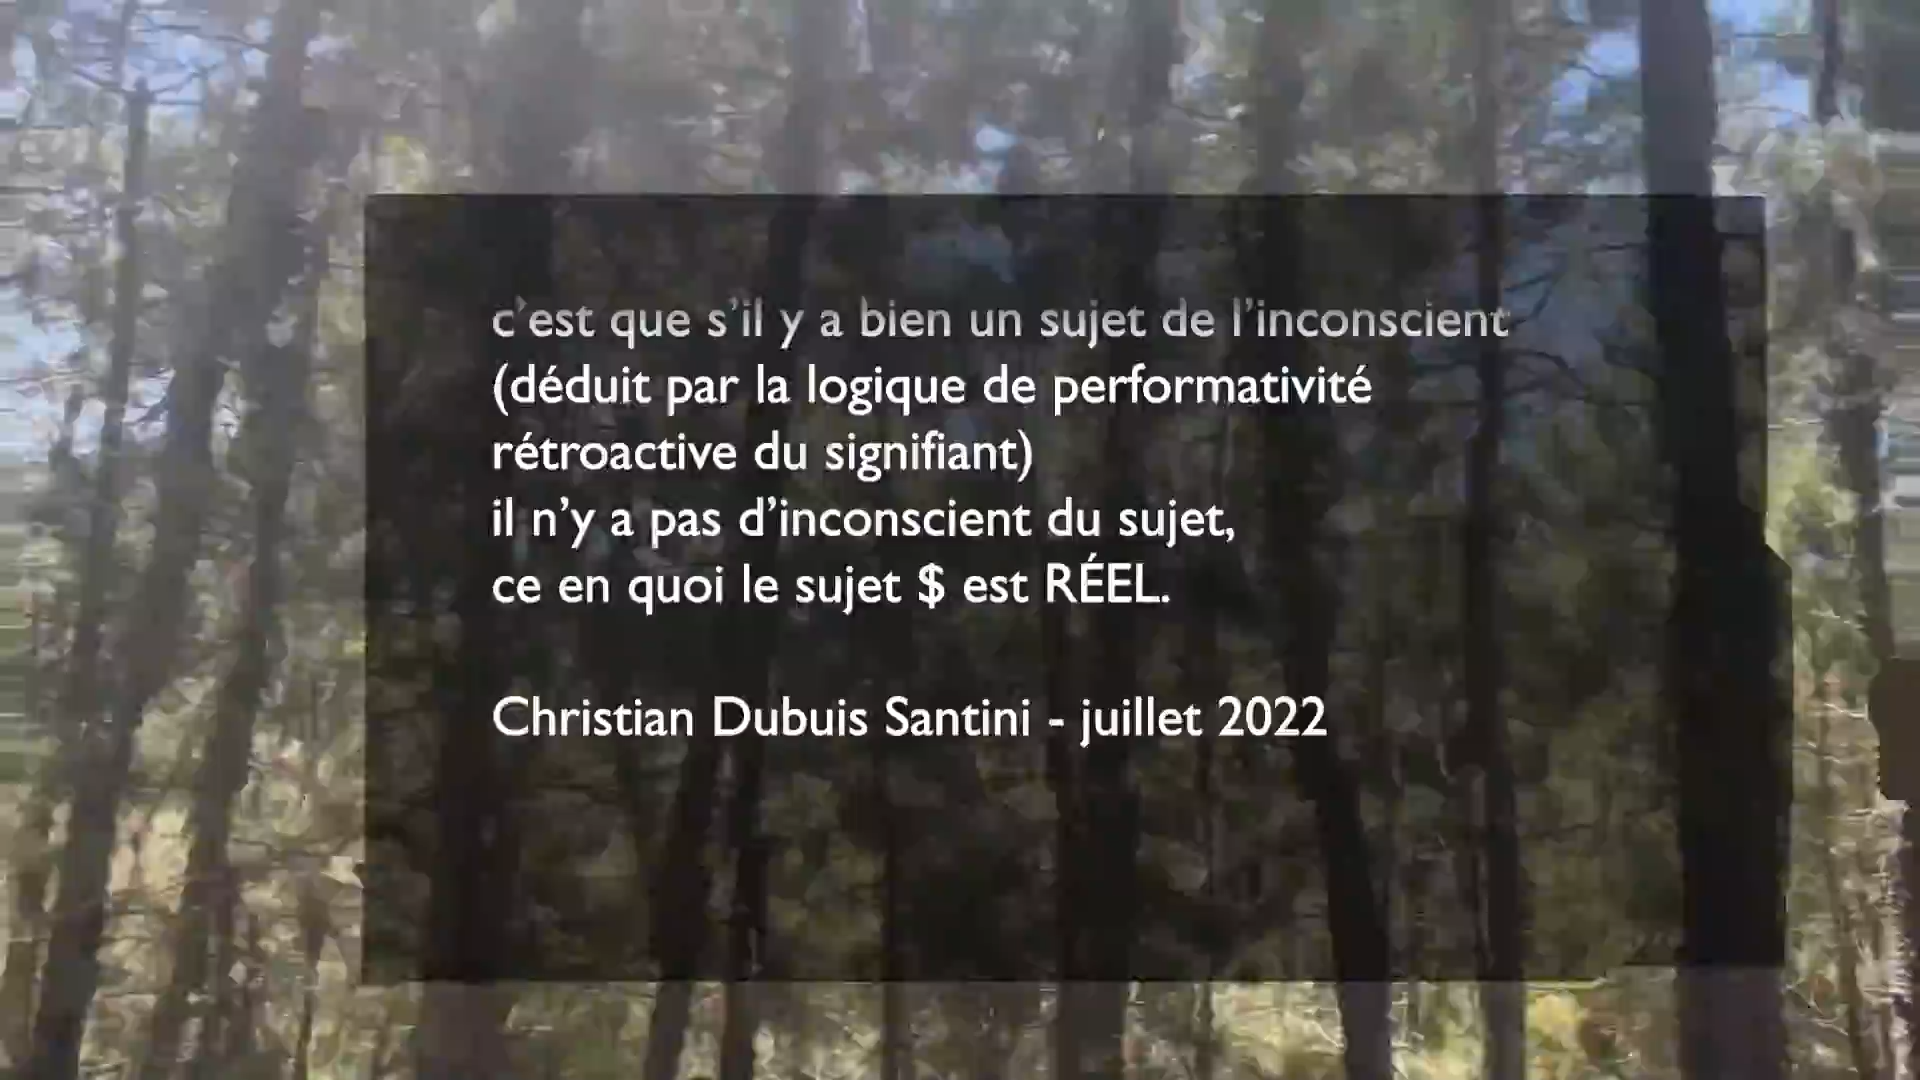 c’est que s’il y a bien un sujet de l’inconscient
(déduit par la logique de performativité
rétroactive du signifiant)
il n’y a pas d’inconscient du sujet,
ce en quoi le sujet $ est RÉEL.
Christian Dubuis Santini - juillet 2022